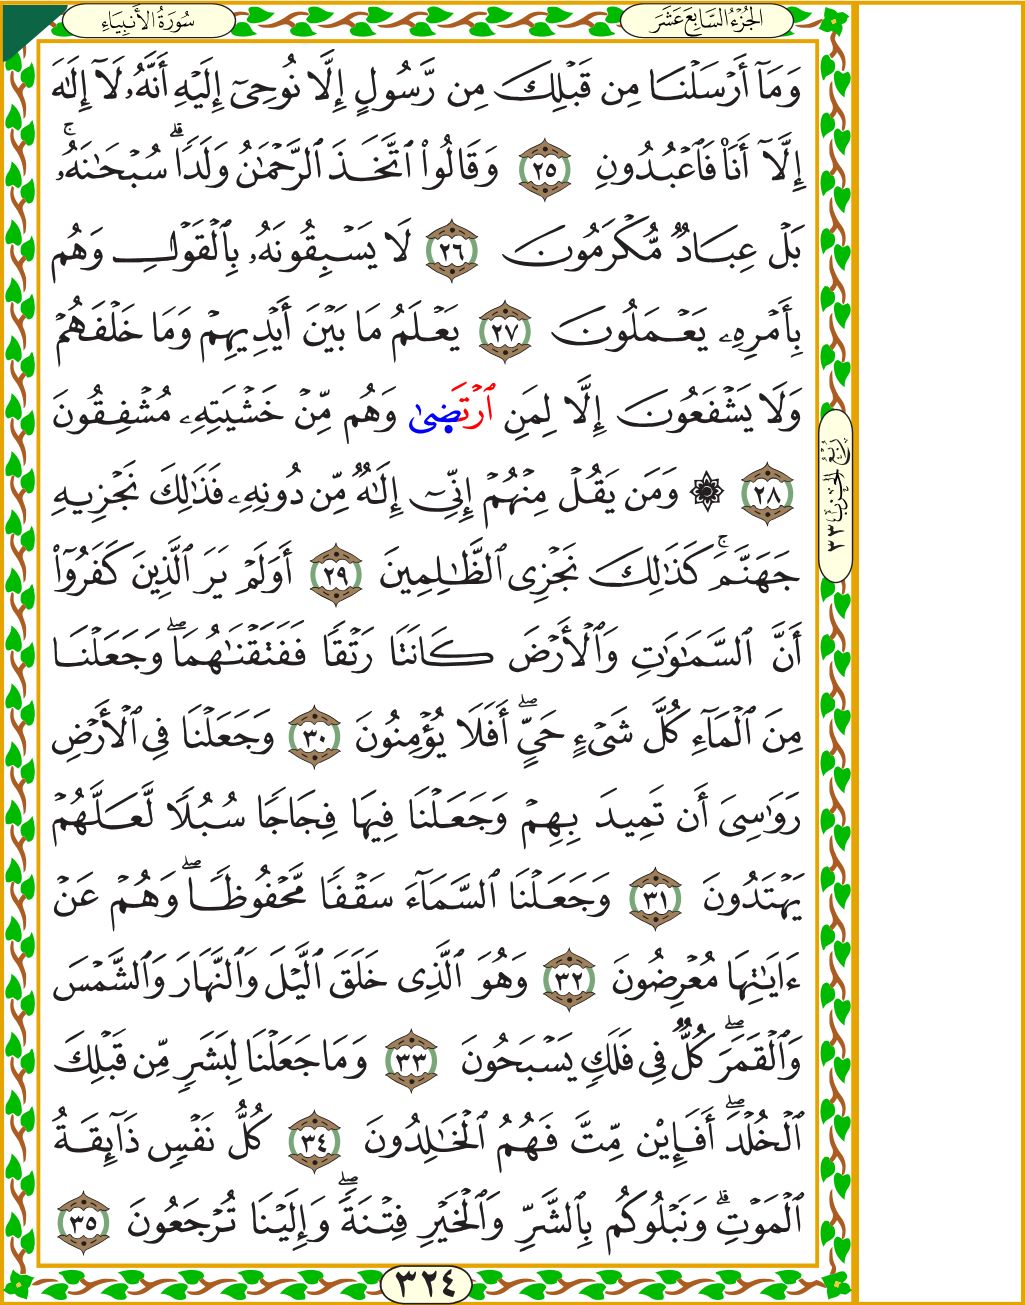 الجُزْءُ السَّابِعَ عَشَرَ
سُورَةُ الأَنبِيَاءِ
وَمَآ أَرْسَلْنَا مِن قَبْلِكَ مِن رَّسُولٍ إِلَّا نُوحِىٓ إِلَيْهِ أَنَّهُۥ لَآ إِلَٰهَ
إِلَّآ أَنَا۠ فَٱعْبُدُونِ ٢٥ وَقَالُوا۟ ٱتَّخَذَ ٱلرَّحْمَٰنُ وَلَدًا ۗ سُبْحَٰنَهُۥ ۚ
بَلْ عِبَادٌ مُّكْرَمُونَ ٢٦ لَا يَسْبِقُونَهُۥ بِٱلْقَوْلِ وَهُم
بِأَمْرِهِۦ يَعْمَلُونَ ٢٧ يَعْلَمُ مَا بَيْنَ أَيْدِيهِمْ وَمَا خَلْفَهُمْ
وَلَا يَشْفَعُونَ إِلَّا لِمَنِ ٱرْتَضَىٰ وَهُم مِّنْ خَشْيَتِهِۦ مُشْفِقُونَ
٢٨ ۞ وَمَن يَقُلْ مِنْهُمْ إِنِّىٓ إِلَٰهٌ مِّن دُونِهِۦ فَذَٰلِكَ نَجْزِيهِ
جَهَنَّمَ ۚ كَذَٰلِكَ نَجْزِى ٱلظَّٰلِمِينَ ٢٩ أَوَلَمْ يَرَ ٱلَّذِينَ كَفَرُوٓا۟
أَنَّ ٱلسَّمَٰوَٰتِ وَٱلْأَرْضَ كَانَتَا رَتْقًا فَفَتَقْنَٰهُمَا ۖ وَجَعَلْنَا
مِنَ ٱلْمَآءِ كُلَّ شَىْءٍ حَىٍّ ۖ أَفَلَا يُؤْمِنُونَ ٣٠ وَجَعَلْنَا فِى ٱلْأَرْضِ
رَوَٰسِىَ أَن تَمِيدَ بِهِمْ وَجَعَلْنَا فِيهَا فِجَاجًا سُبُلًا لَّعَلَّهُمْ
يَهْتَدُونَ ٣١ وَجَعَلْنَا ٱلسَّمَآءَ سَقْفًا مَّحْفُوظًا ۖ وَهُمْ عَنْ
ءَايَٰتِهَا مُعْرِضُونَ ٣٢ وَهُوَ ٱلَّذِى خَلَقَ ٱلَّيْلَ وَٱلنَّهَارَ وَٱلشَّمْسَ
وَٱلْقَمَرَ ۖ كُلٌّ فِى فَلَكٍ يَسْبَحُونَ ٣٣ وَمَا جَعَلْنَا لِبَشَرٍ مِّن قَبْلِكَ
ٱلْخُلْدَ ۖ أَفَإِي۟ن مِّتَّ فَهُمُ ٱلْخَٰلِدُونَ ٣٤ كُلُّ نَفْسٍ ذَآئِقَةُ
ٱلْمَوْتِ ۗ وَنَبْلُوكُم بِٱلشَّرِّ وَٱلْخَيْرِ فِتْنَةً ۖ وَإِلَيْنَا تُرْجَعُونَ ٣٥
رُبْعُ الحِزْبِ ٣٣
٣٢٤